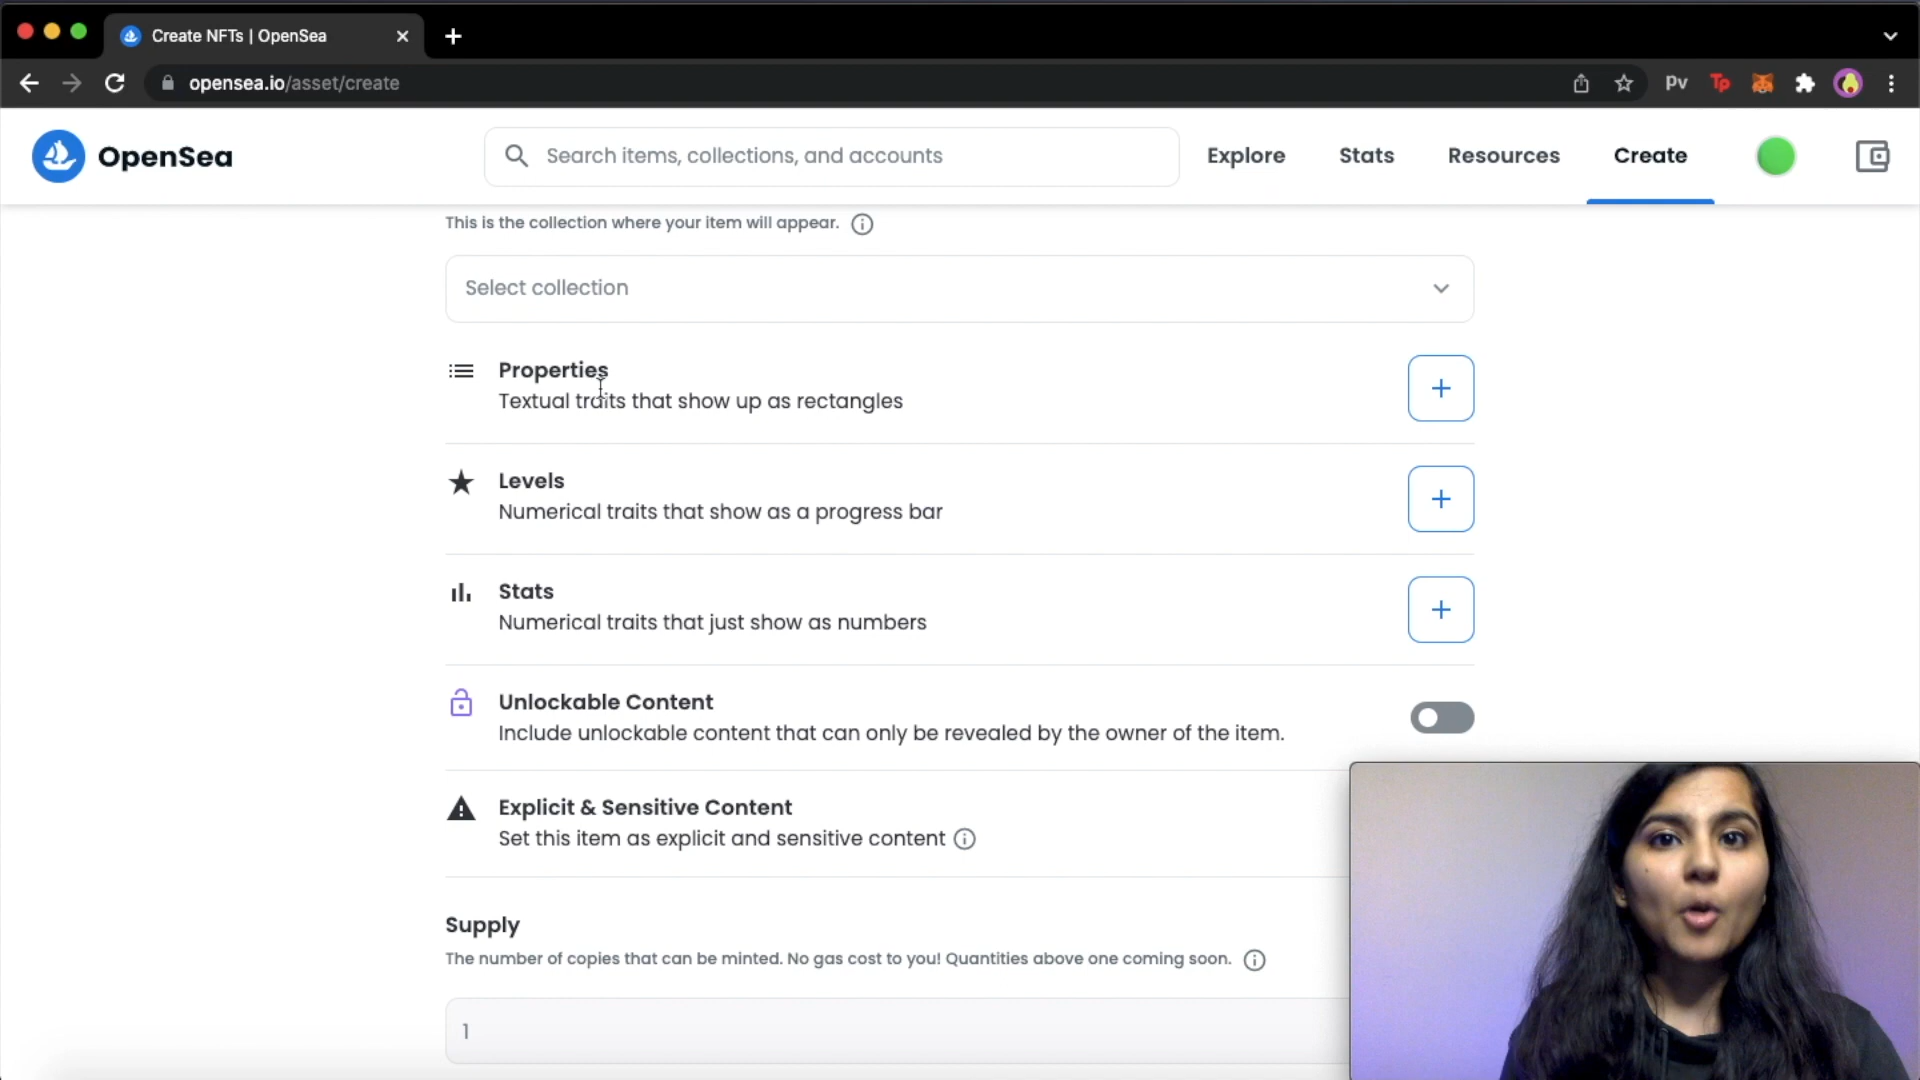 Create NFTs | OpenSea
opensea.io/asset/create
PV
Tp
OpenSea
Search items, collections, and accounts
Explore
Stats
Resources
Create
This is the collection where your item will appear.
Select collection
Properties
Textual traits that show up as rectangles
Levels
Numerical traits that show as a progress bar
Stats
Numerical traits that just show as numbers
Unlockable Content
Include unlockable content that can only be revealed by the owner of the item.
Explicit & Sensitive Content
Set this item as explicit and sensitive content
Supply
The number of copies that can be minted. No gas cost to you! Quantities above one coming soon.
1